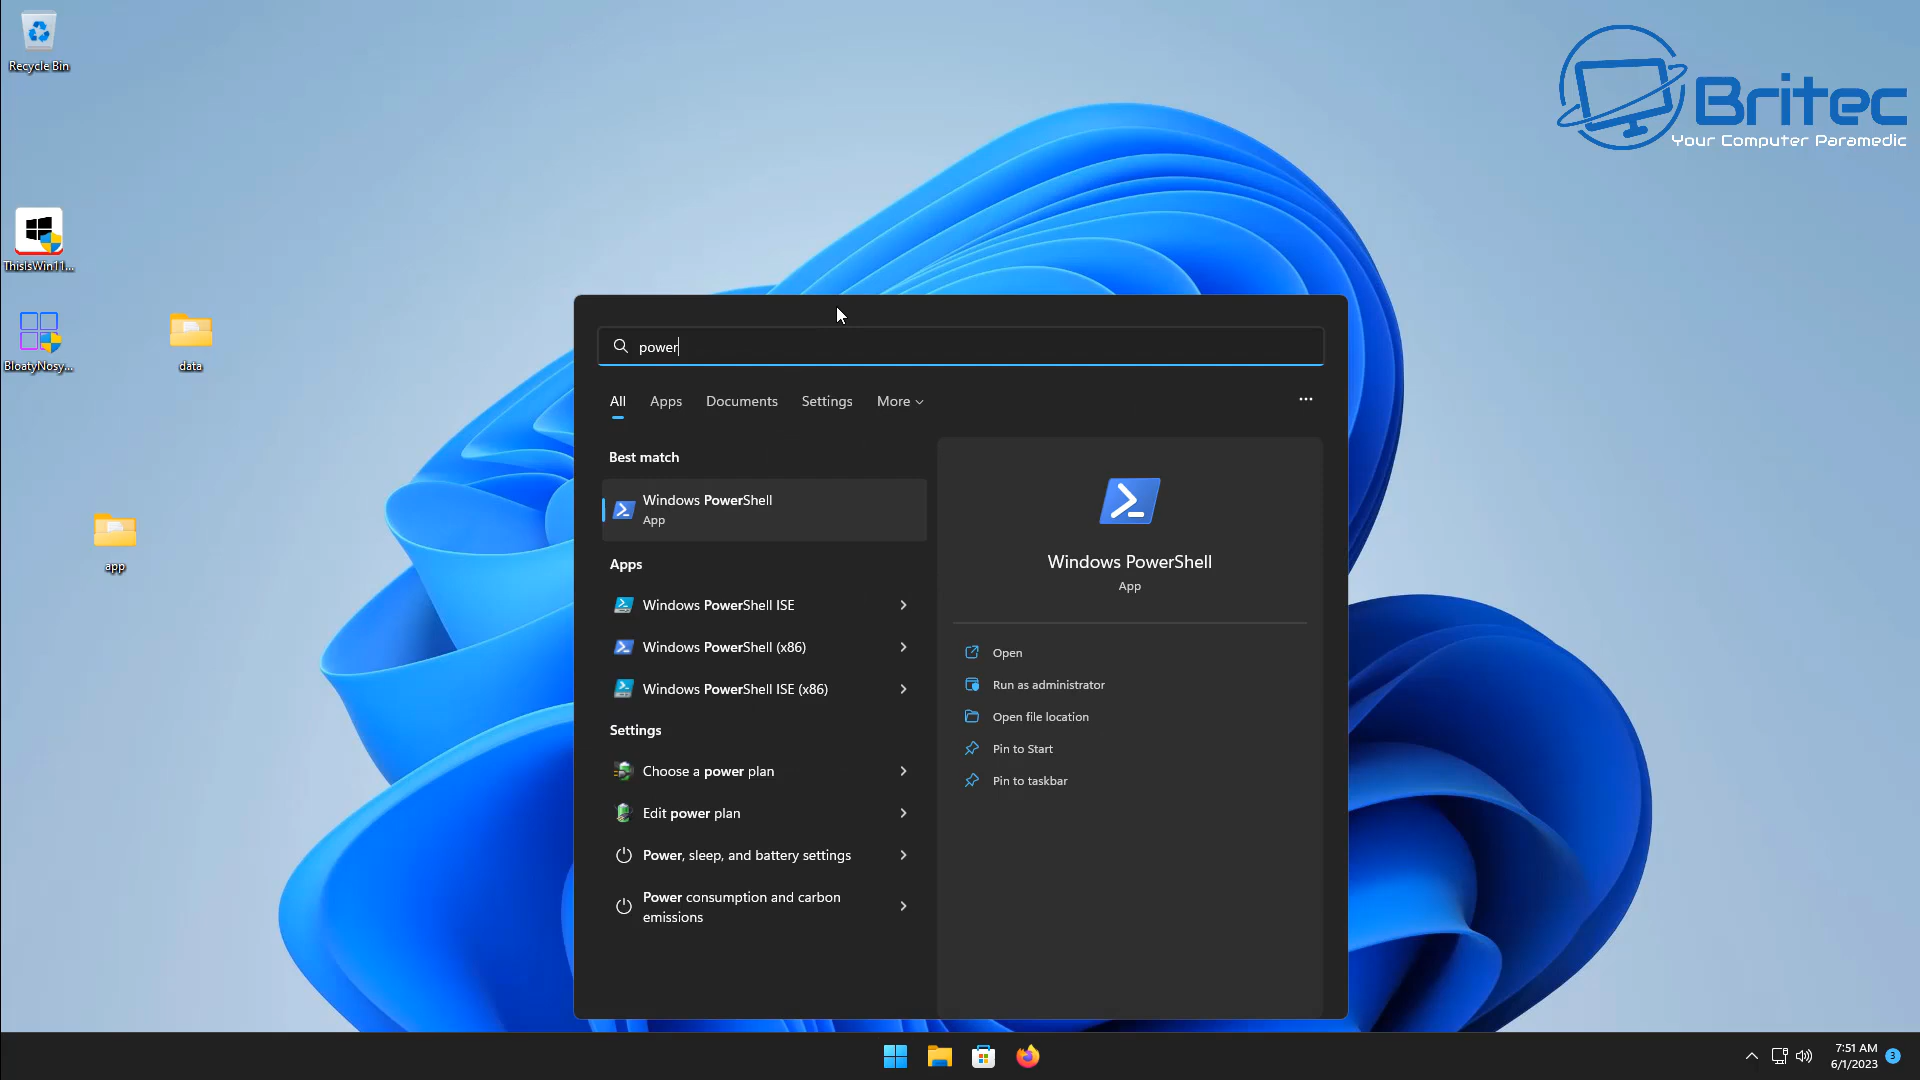 Recycle Bin
ThisIsWin11...
BloatyNosy...
data
app
Britec
Your Computer Paramedic
power
All
Apps
Documents
Settings
More
Best match
Windows PowerShell
App
Apps
Windows PowerShell ISE
Windows PowerShell (x86)
Windows PowerShell ISE (x86)
Settings
Choose a power plan
Edit power plan
Power, sleep, and battery settings
Power consumption and carbon
emissions
Windows PowerShell
App
Open
Run as administrator
Open file location
Pin to Start
Pin to taskbar
7:51 AM
6/1/2023
3